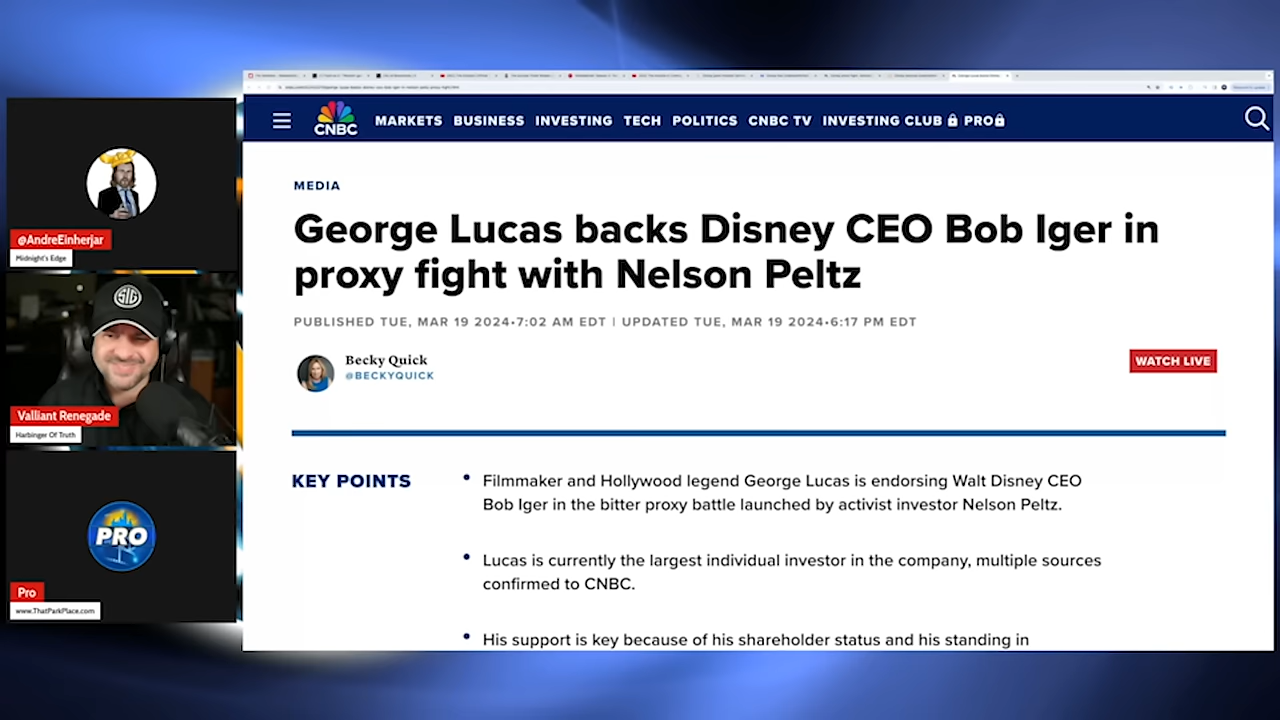 CNBC
MARKETS BUSINESS INVESTING TECH POLITICS CNBC TV INVESTING CLUB PRO
MEDIA
George Lucas backs Disney CEO Bob Iger in
proxy fight with Nelson Peltz
PUBLISHED TUE, MAR 19 2024•7:02 AM EDT | UPDATED TUE, MAR 19 2024•6:17 PM EDT
Becky Quick
@BECKYQUICK
WATCH LIVE
KEY POINTS
• Filmmaker and Hollywood legend George Lucas is endorsing Walt Disney CEO
Bob Iger in the bitter proxy battle launched by activist investor Nelson Peltz.
• Lucas is currently the largest individual investor in the company, multiple sources
confirmed to CNBC.
• His support is key because of his shareholder status and his standing in
@AndreEinherjar
Midnight's Edge
SIG
Valliant Renegade
Harbinger Of Truth
PRO
Pro
www.ThatParkPlace.com